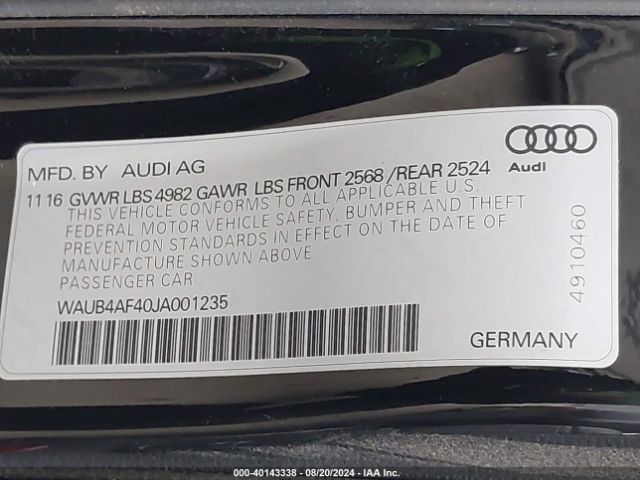 MFD. BY AUDI AG
Audi
11 16 GVWR LBS 4982 GAWR LBS FRONT 2568 /REAR 2524
THIS VEHICLE CONFORMS TO ALL APPLICABLE U.S.
FEDERAL MOTOR VEHICLE SAFETY, BUMPER AND THEFT
PREVENTION STANDARDS IN EFFECT ON THE DATE OF
MANUFACTURE SHOWN ABOVE
PASSENGER CAR
WAUB4AF40JA001235
4910460
GERMANY
000-40143338 - 08/20/2024 - IAA Inc.